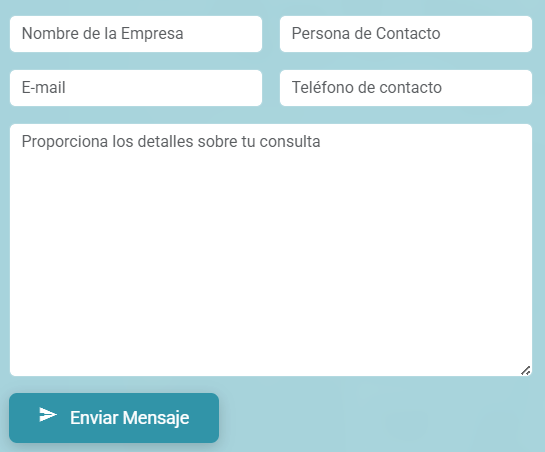 Nombre de la Empresa
Persona de Contacto
E-mail
Teléfono de contacto
Proporciona los detalles sobre tu consulta
Enviar Mensaje